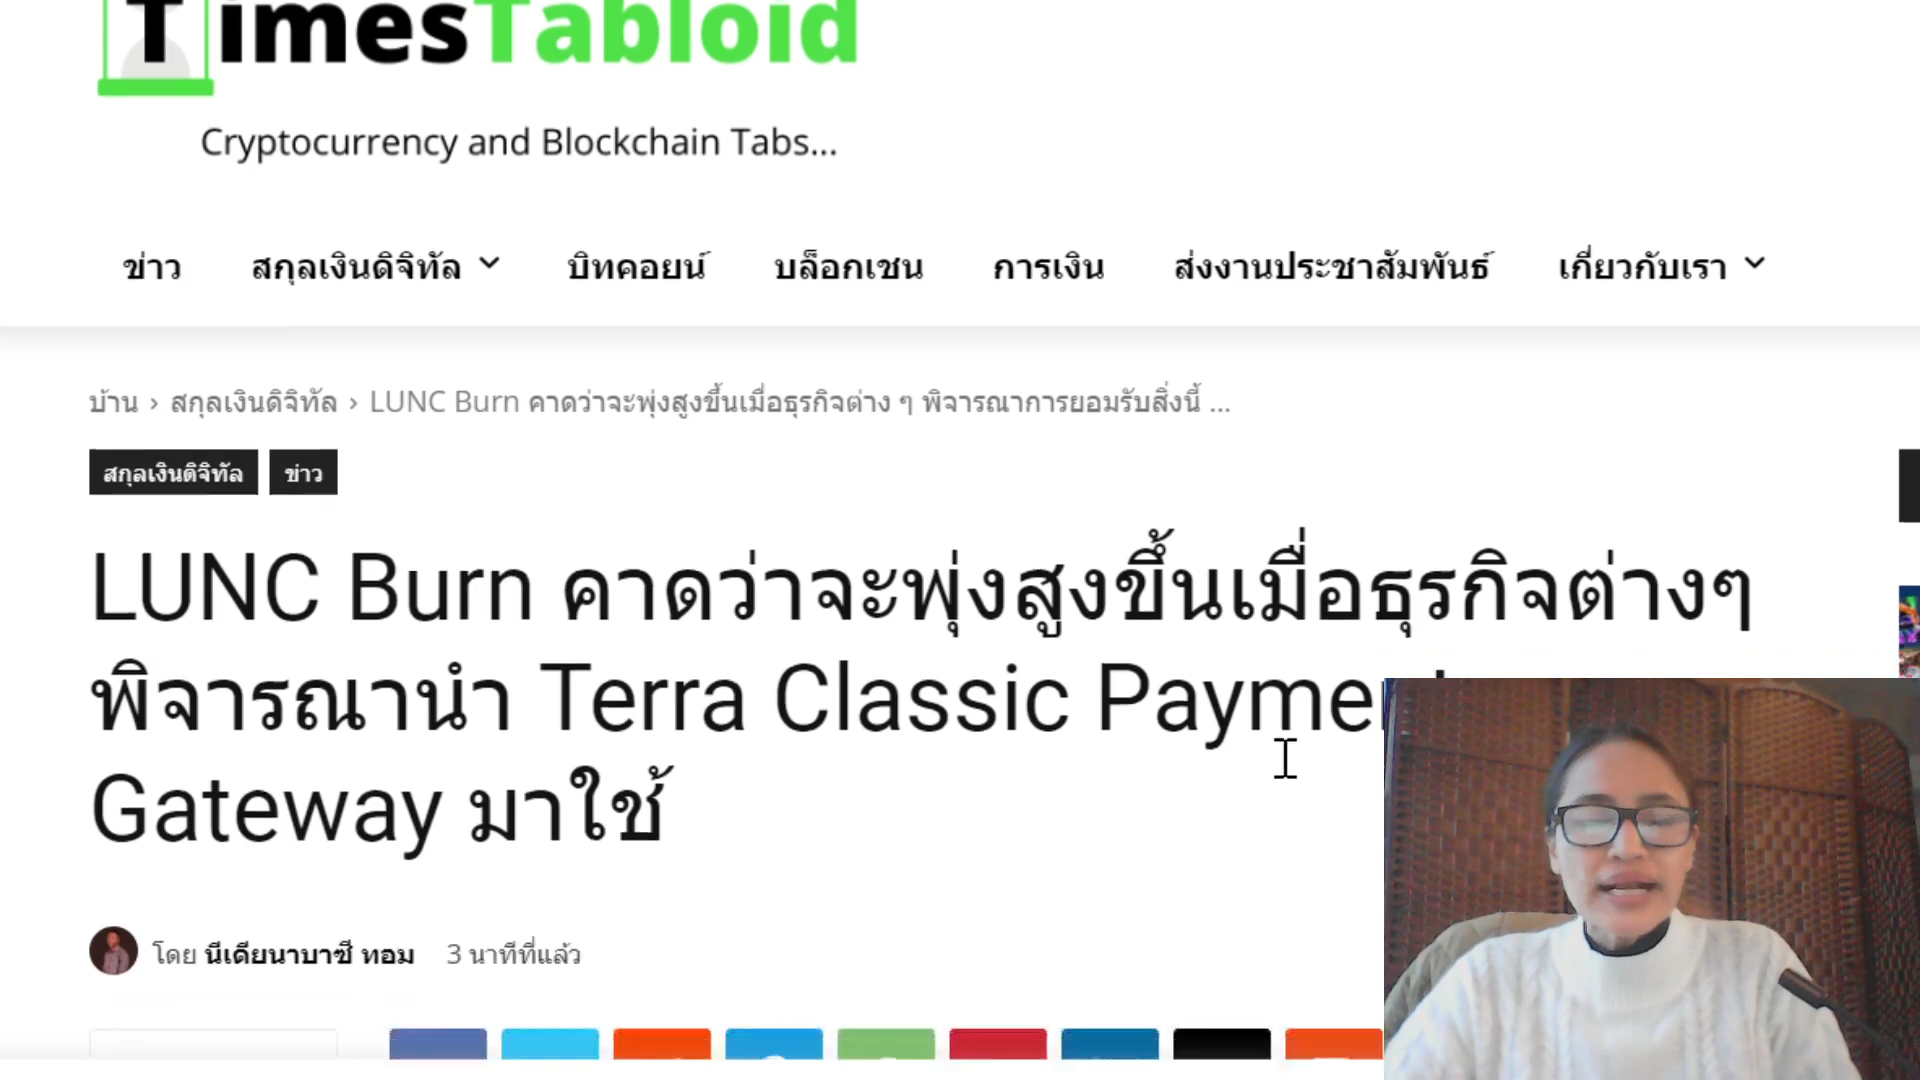 TimesTabloid
Cryptocurrency and Blockchain Tabs...
ข่าว สกุลเงินดิจิทัล บิทคอยน์ บล็อกเชน การเงิน ส่งงานประชาสัมพันธ์ เกี่ยวกับเรา
บ้าน › สกุลเงินดิจิทัล › LUNC Burn คาดว่าจะพุ่งสูงขึ้นเมื่อธุรกิจต่าง ๆ พิจารณาการยอมรับสิ่งนี้ ...
สกุลเงินดิจิทัล ข่าว
LUNC Burn คาดว่าจะพุ่งสูงขึ้นเมื่อธุรกิจต่างๆ
พิจารณานำ Terra Classic Payment
Gateway มาใช้
โดย นีเดียนาบาซี ทอม 3 นาทีที่แล้ว